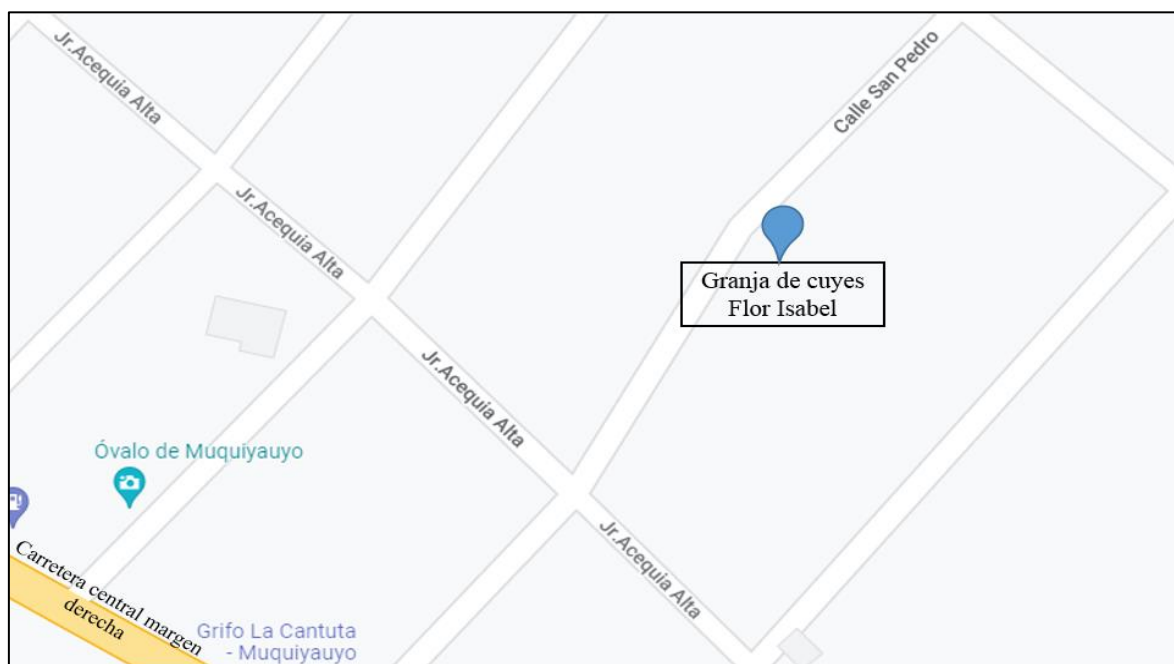 Jr.Acequia Alta
Calle San Pedro
Jr.Acequia Alta
Granja de cuyes
Flor Isabel
Jr.Acequia Alta
Óvalo de Muquiyauyo
Jr.Acequia Alta
Carretera central margen
derecha
Grifo La Cantuta
- Muquiyauyo